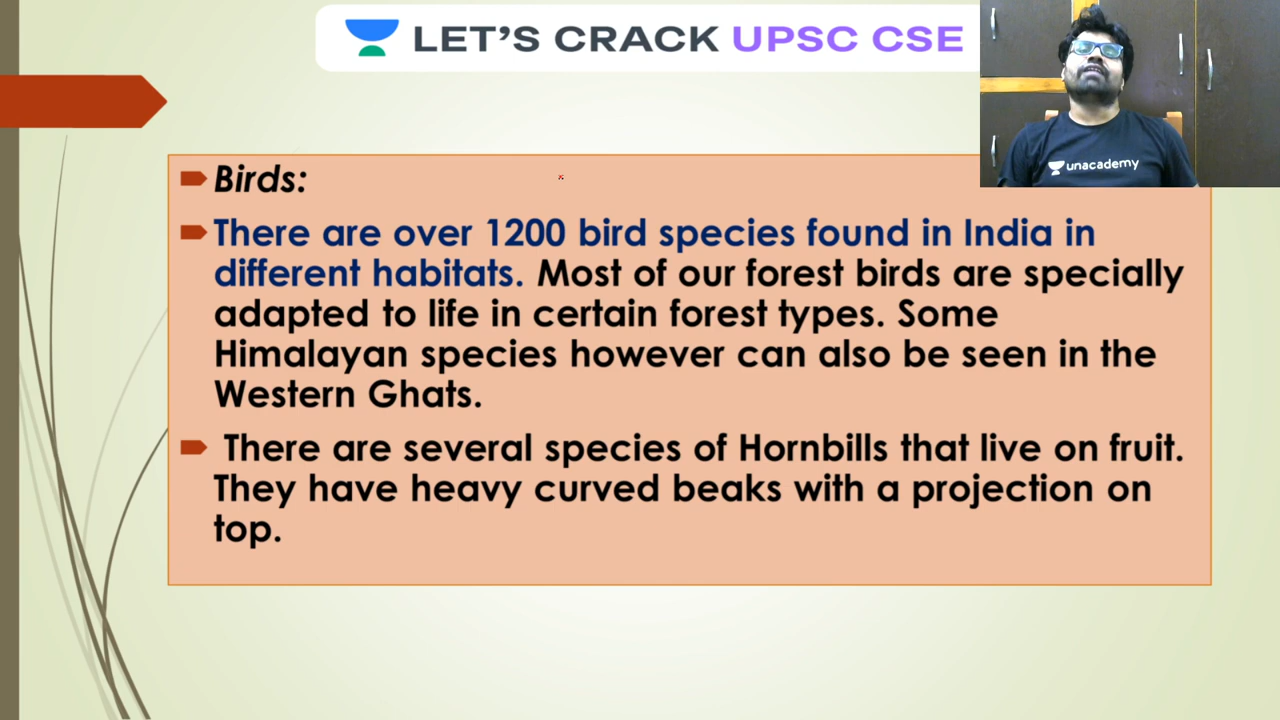 LET'S CRACK UPSC CSE
unacademy
Birds:
There are over 1200 bird species found in India in
different habitats. Most of our forest birds are specially
adapted to life in certain forest types. Some
Himalayan species however can also be seen in the
Western Ghats.
There are several species of Hornbills that live on fruit.
They have heavy curved beaks with a projection on
top.